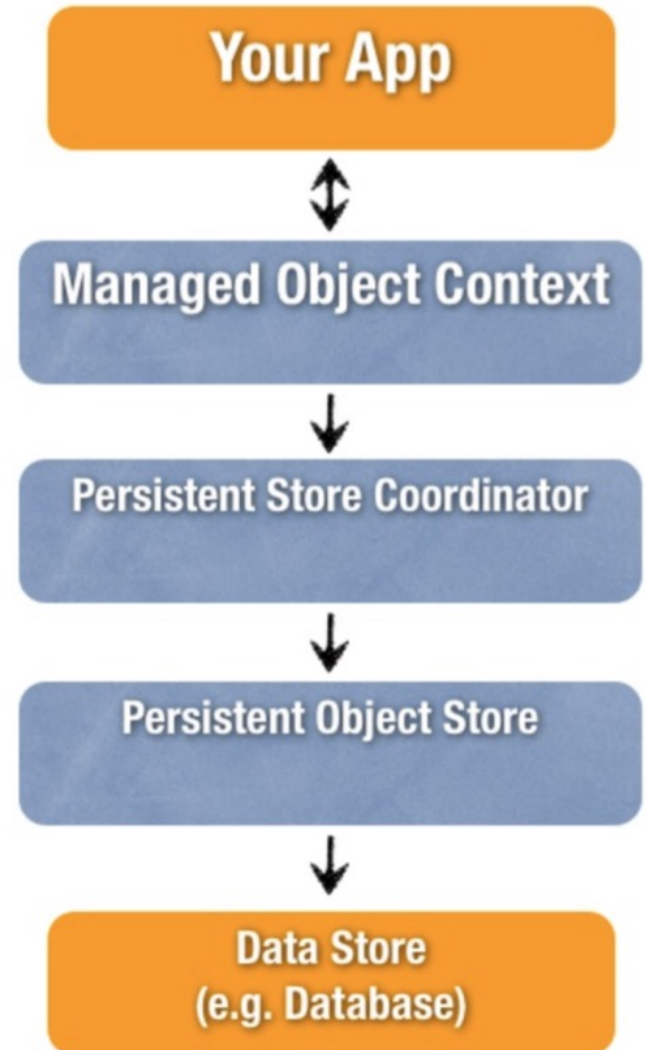 Your App
Managed Object Context
Persistent Store Coordinator
Persistent Object Store
Data Store
(e.g. Database)